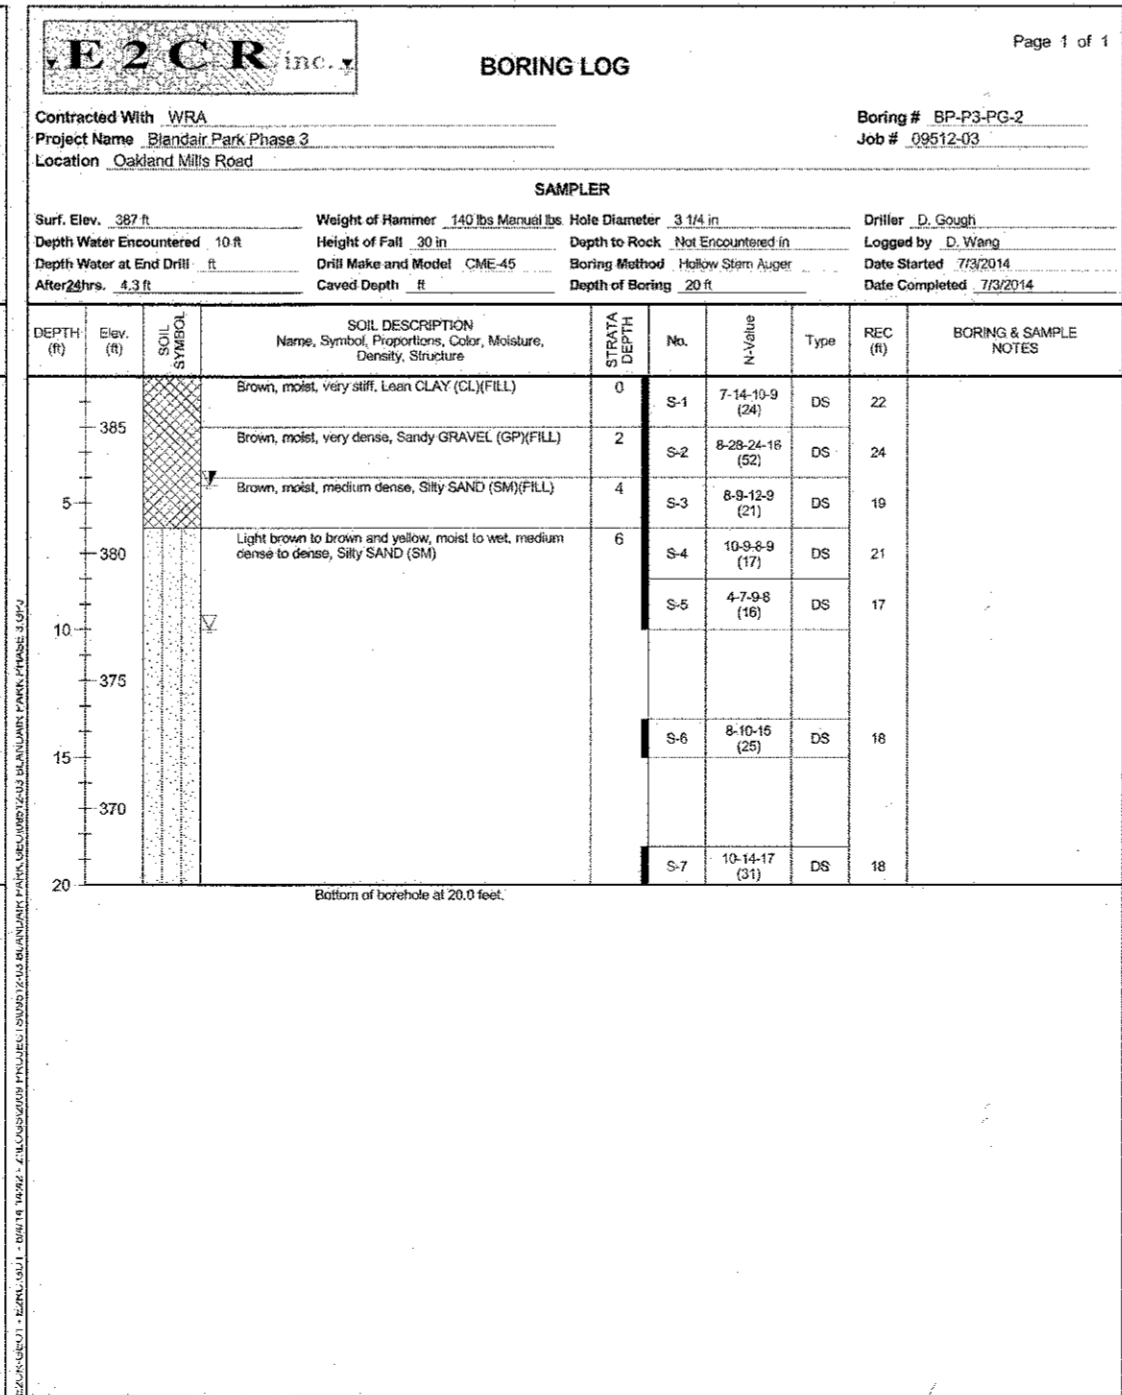 E2CR inc.
Page 1 of 1
BORING LOG
Contracted With WRA
Boring # BP-P3-PG-2
Project Name Blandair Park Phase 3
Job # 09512-03
Location Oakland Mills Road
SAMPLER
Surf. Elev. 387 ft Weight of Hammer 140 lbs Manual lbs. Hole Diameter 3 1/4 in Driller D. Gough
Depth Water Encountered 10 ft Height of Fall 30 in Depth to Rock Not Encountered in Logged by D. Wang
Depth Water at End Drill ft Drill Make and Model CME-45 Boring Method Hollow Stem Auger Date Started 7/3/2014
After 24 hrs. 4.3 ft Caved Depth ft Depth of Boring 20 ft Date Completed 7/3/2014
DEPTH (ft)
Elev. (ft)
SOIL SYMBOL
SOIL DESCRIPTION
Name, Symbol, Proportions, Color, Moisture,
Density, Structure
STRATA DEPTH
No.
N-Value
Type
REC (ft)
BORING & SAMPLE
NOTES
Brown, moist, very stiff, Lean CLAY (CL)(FILL) 0
S-1 7-14-10-9 (24) DS 22
385
Brown, moist, very dense, Sandy GRAVEL (GP)(FILL) 2
S-2 8-28-24-16 (52) DS 24
Brown, moist, medium dense, Silty SAND (SM)(FILL) 4
5
S-3 8-9-12-9 (21) DS 19
Light brown to brown and yellow, moist to wet, medium 6
dense to dense, Silty SAND (SM)
380
S-4 10-9-8-9 (17) DS 21
S-5 4-7-9-8 (16) DS 17
10
375
S-6 8-10-15 (25) DS 18
15
370
S-7 10-14-17 (31) DS 18
20
Bottom of borehole at 20.0 feet.